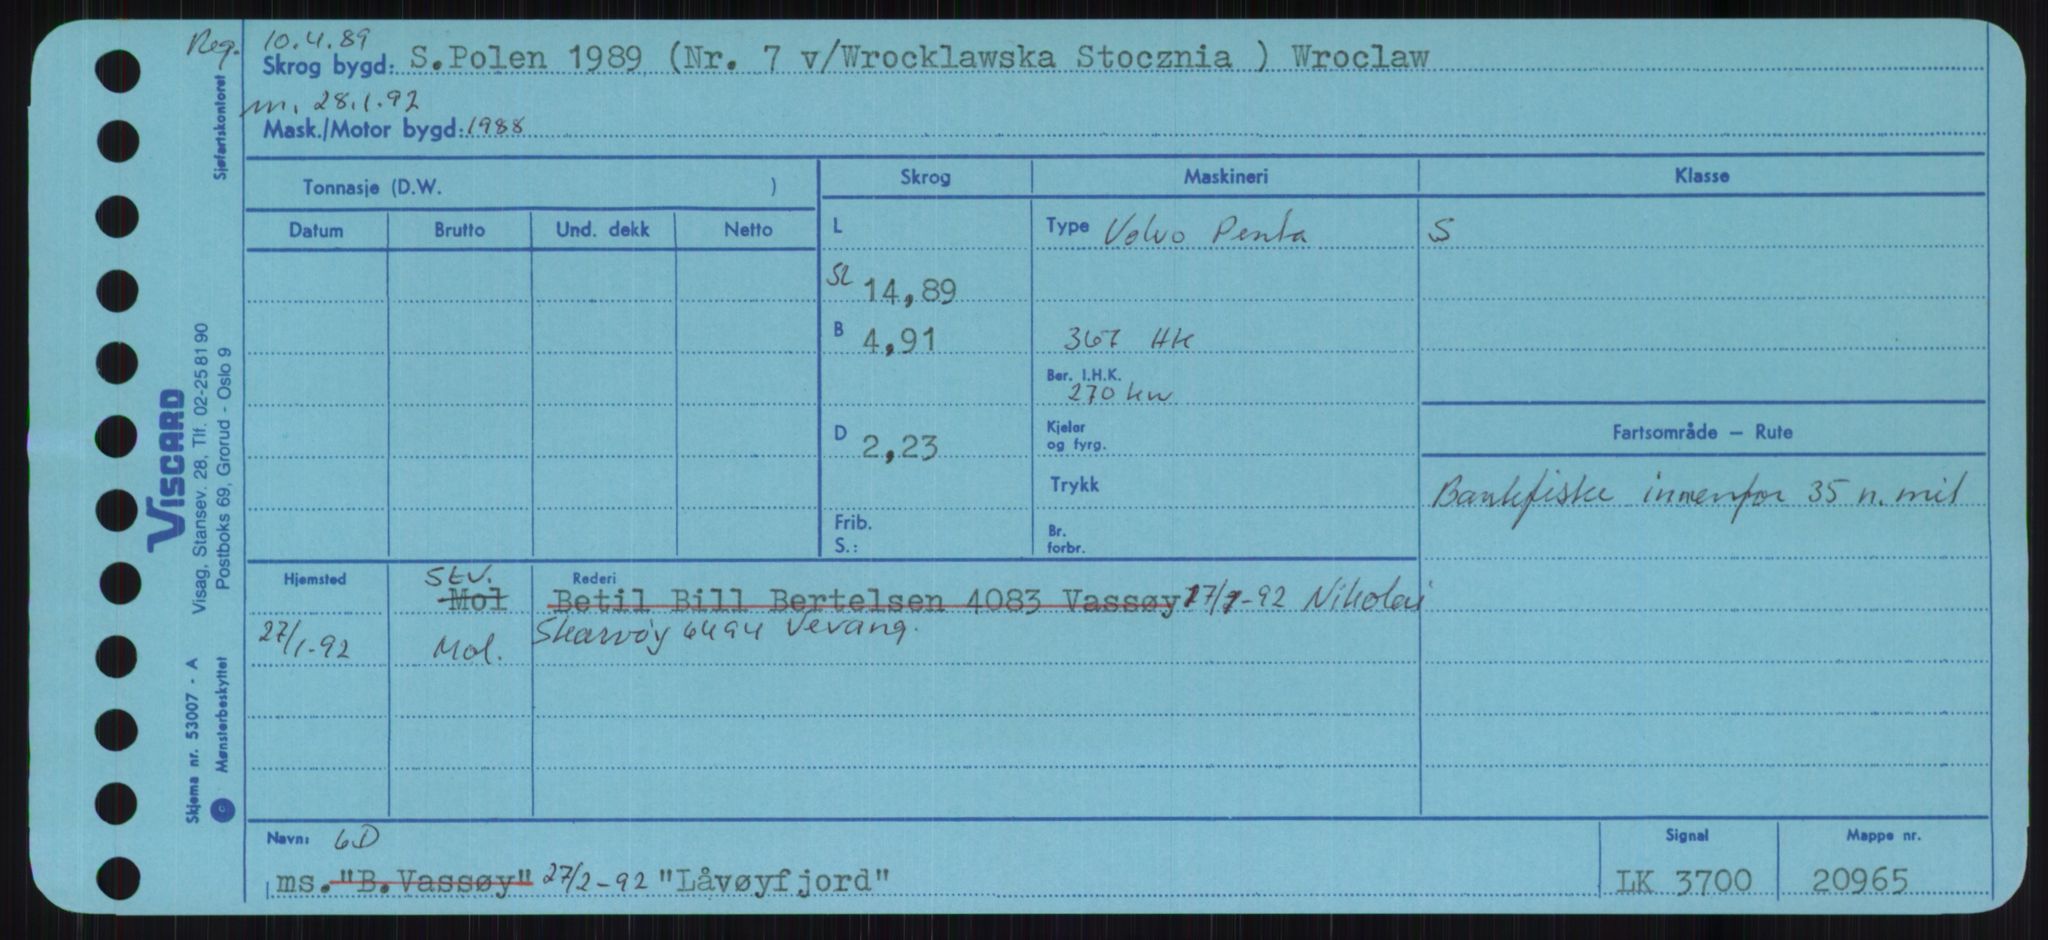 Reg. 10.4.89
Skrog bygd: S.Polen 1989 (Nr. 7 v/Wrocklawska Stocznia ) Wroclaw
m. 28.1.92
Mask./Motor bygd: 1988
Sjøfartskontoret
Tonnasje (D.W. )
Skrog Maskineri Klasse
Datum Brutto Und. dekk Netto
L
Type Volvo Penta
S
SL 14,89
B 4,91
367 HK
Ber. I.H.K.
270 kw
D 2,23
Kjeler
og fyrg.
Trykk
Frib.
S.:
Br.
forbr.
Fartsområde — Rute
Bankfiske innenfor 35 n. mil
VISCARD
Visag, Stansev. 28, Tlf. 02-25 81 90
Postboks 69, Grorud - Oslo 9
Skjema nr. 53007 - A
C Mønsterbeskyttet
Hjemsted Rederi
Stv.
Mol Betil Bill Bertelsen 4083 Vassøy 27/1-92 Nikolai
27/1-92 Mol. Skarvøy 6494 Vevang.
Navn: 6D
ms. "B.Vassøy" 27/2-92 "Låvøyfjord"
Signal
LK 3700
Mappe nr.
20965